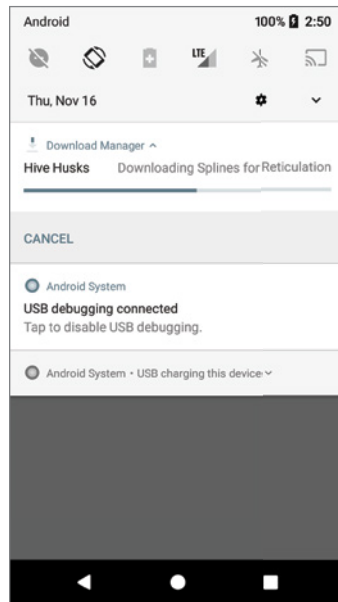 Android 100% 2:50
LTE
Thu, Nov 16
Download Manager
Hive Husks Downloading Splines for Reticulation
CANCEL
Android System
USB debugging connected
Tap to disable USB debugging.
Android System • USB charging this device